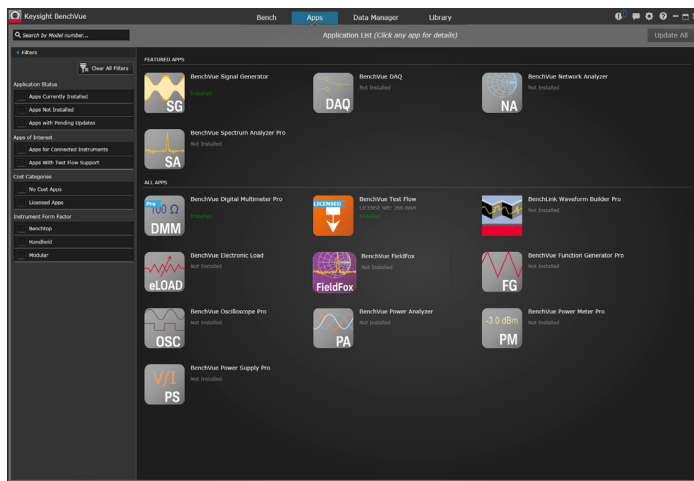 Keysight BenchVue
Bench
Apps
Data Manager
Library
Search by Model number...
Application List (Click any app for details)
Update All
Filters
Clear All Filters
Application Status
Apps Currently Installed
Apps Not Installed
Apps with Pending Updates
Apps of Interest
Apps for Connected Instruments
Apps With Test Flow Support
Cost Categories
No Cost Apps
Licensed Apps
Instrument Form Factor
Benchtop
Handheld
Modular
FEATURED APPS
SG
BenchVue Signal Generator
Installed
DAQ
BenchVue DAQ
Not Installed
NA
BenchVue Network Analyzer
Not Installed
SA
BenchVue Spectrum Analyzer Pro
Not Installed
ALL APPS
Pro
100 Ω
DMM
BenchVue Digital Multimeter Pro
Installed
LICENSED
BenchVue Test Flow
LICENSE left: 266 days
Installed
BenchLink Waveform Builder Pro
Not Installed
eLOAD
BenchVue Electronic Load
Not Installed
FieldFox
BenchVue FieldFox
Not Installed
FG
BenchVue Function Generator Pro
Not Installed
OSC
BenchVue Oscilloscope Pro
Not Installed
PA
BenchVue Power Analyzer
Not Installed
-3.0 dBm
PM
BenchVue Power Meter Pro
Not Installed
V/I
PS
BenchVue Power Supply Pro
Not Installed